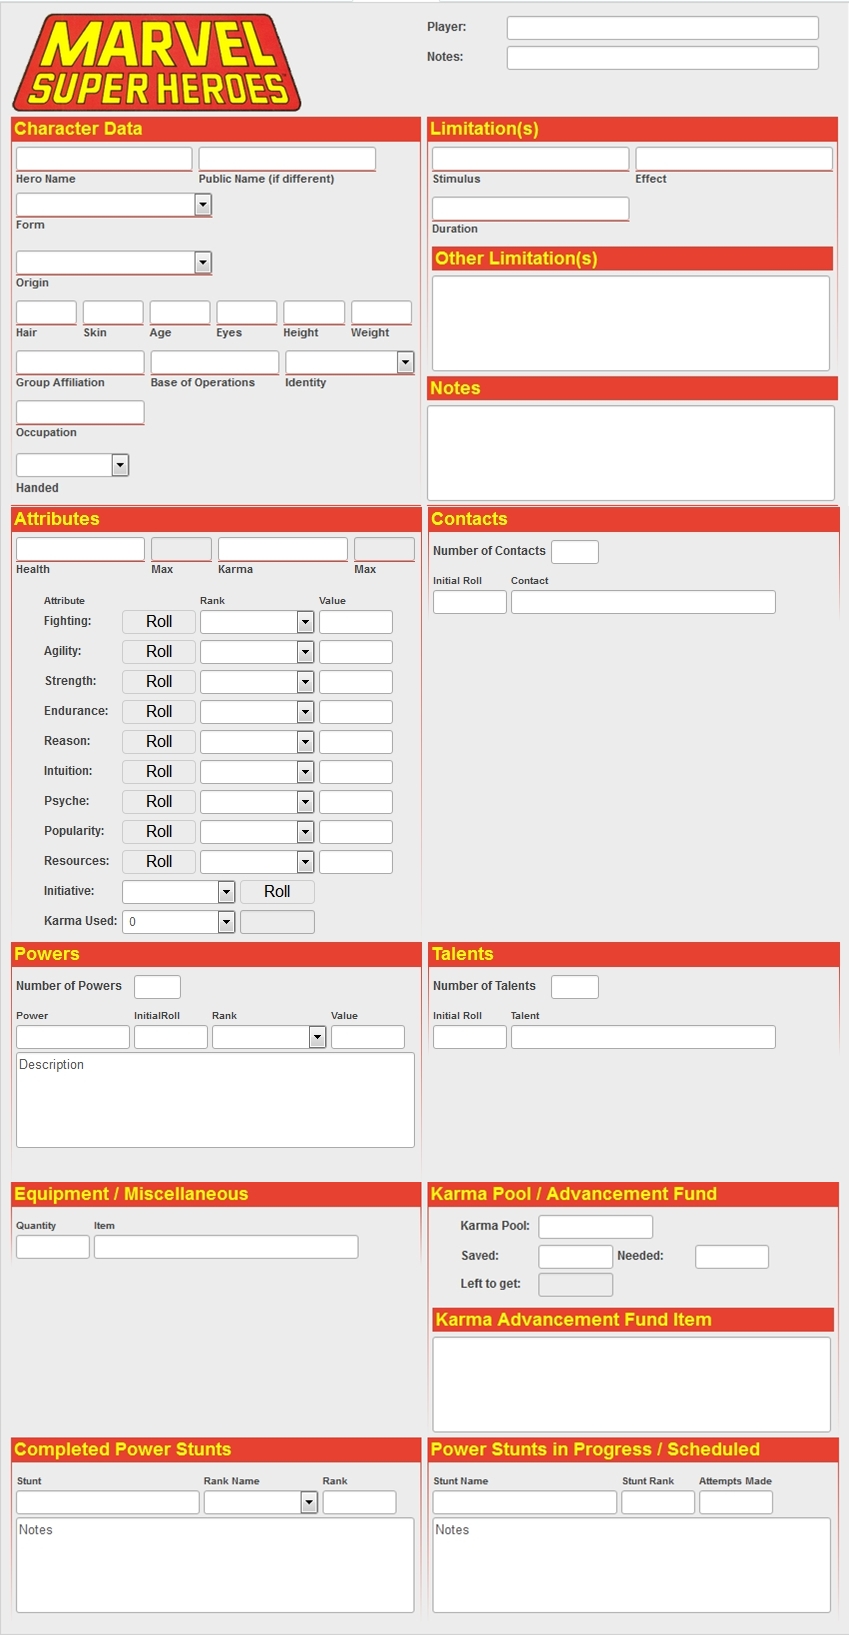 MARVEL
SUPER HEROES
Player:
Notes:
Character Data
Hero Name
Public Name (if different)
Form
Origin
Hair Skin Age Eyes Height Weight
Group Affiliation Base of Operations Identity
Occupation
Handed
Limitation(s)
Stimulus Effect
Duration
Other Limitation(s)
Notes
Attributes
Health Max Karma Max
Attribute Rank Value
Fighting: Roll
Agility: Roll
Strength: Roll
Endurance: Roll
Reason: Roll
Intuition: Roll
Psyche: Roll
Popularity: Roll
Resources: Roll
Initiative: Roll
Karma Used: 0
Contacts
Number of Contacts
Initial Roll Contact
Powers
Number of Powers
Power InitialRoll Rank Value
Description
Talents
Number of Talents
Initial Roll Talent
Equipment / Miscellaneous
Quantity Item
Karma Pool / Advancement Fund
Karma Pool:
Saved: Needed:
Left to get:
Karma Advancement Fund Item
Completed Power Stunts
Stunt Rank Name Rank
Notes
Power Stunts in Progress / Scheduled
Stunt Name Stunt Rank Attempts Made
Notes